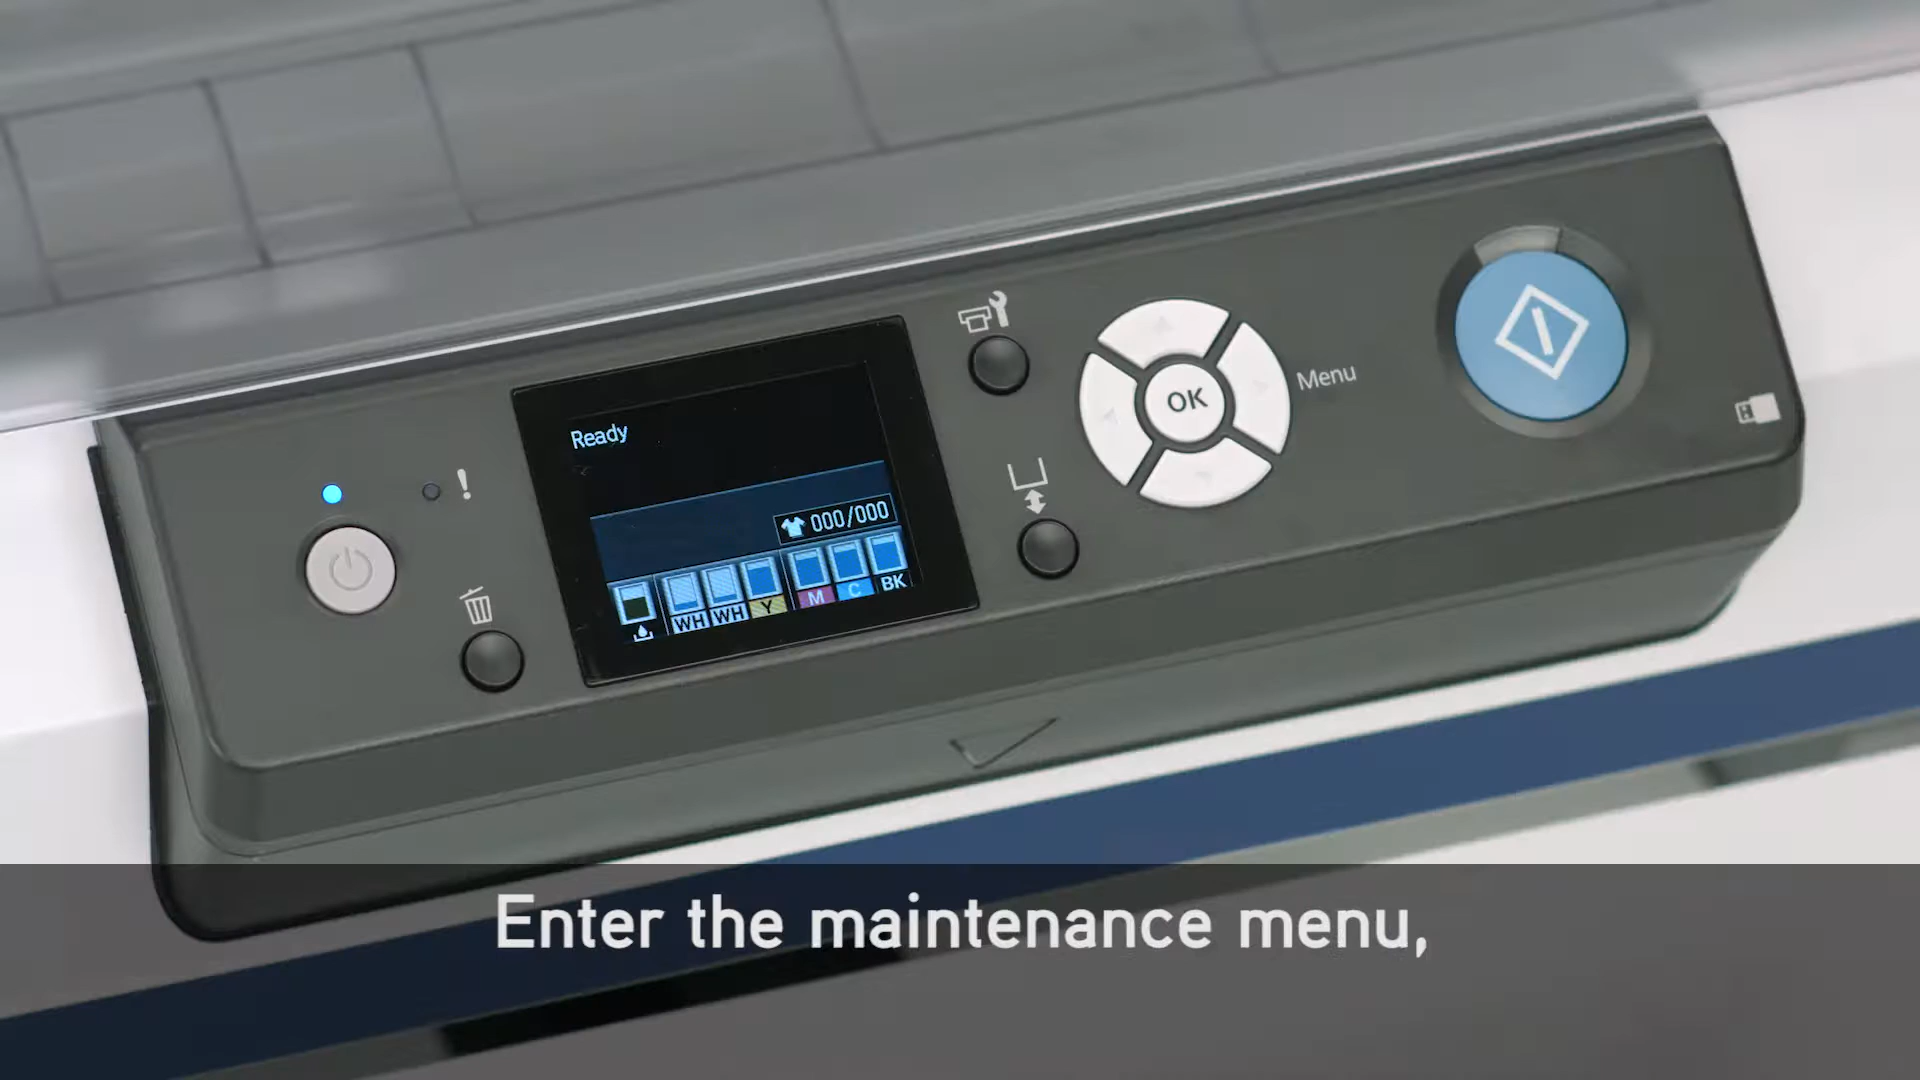 Ready
000/000
WH WH Y M C BK
OK
Menu
Enter the maintenance menu,